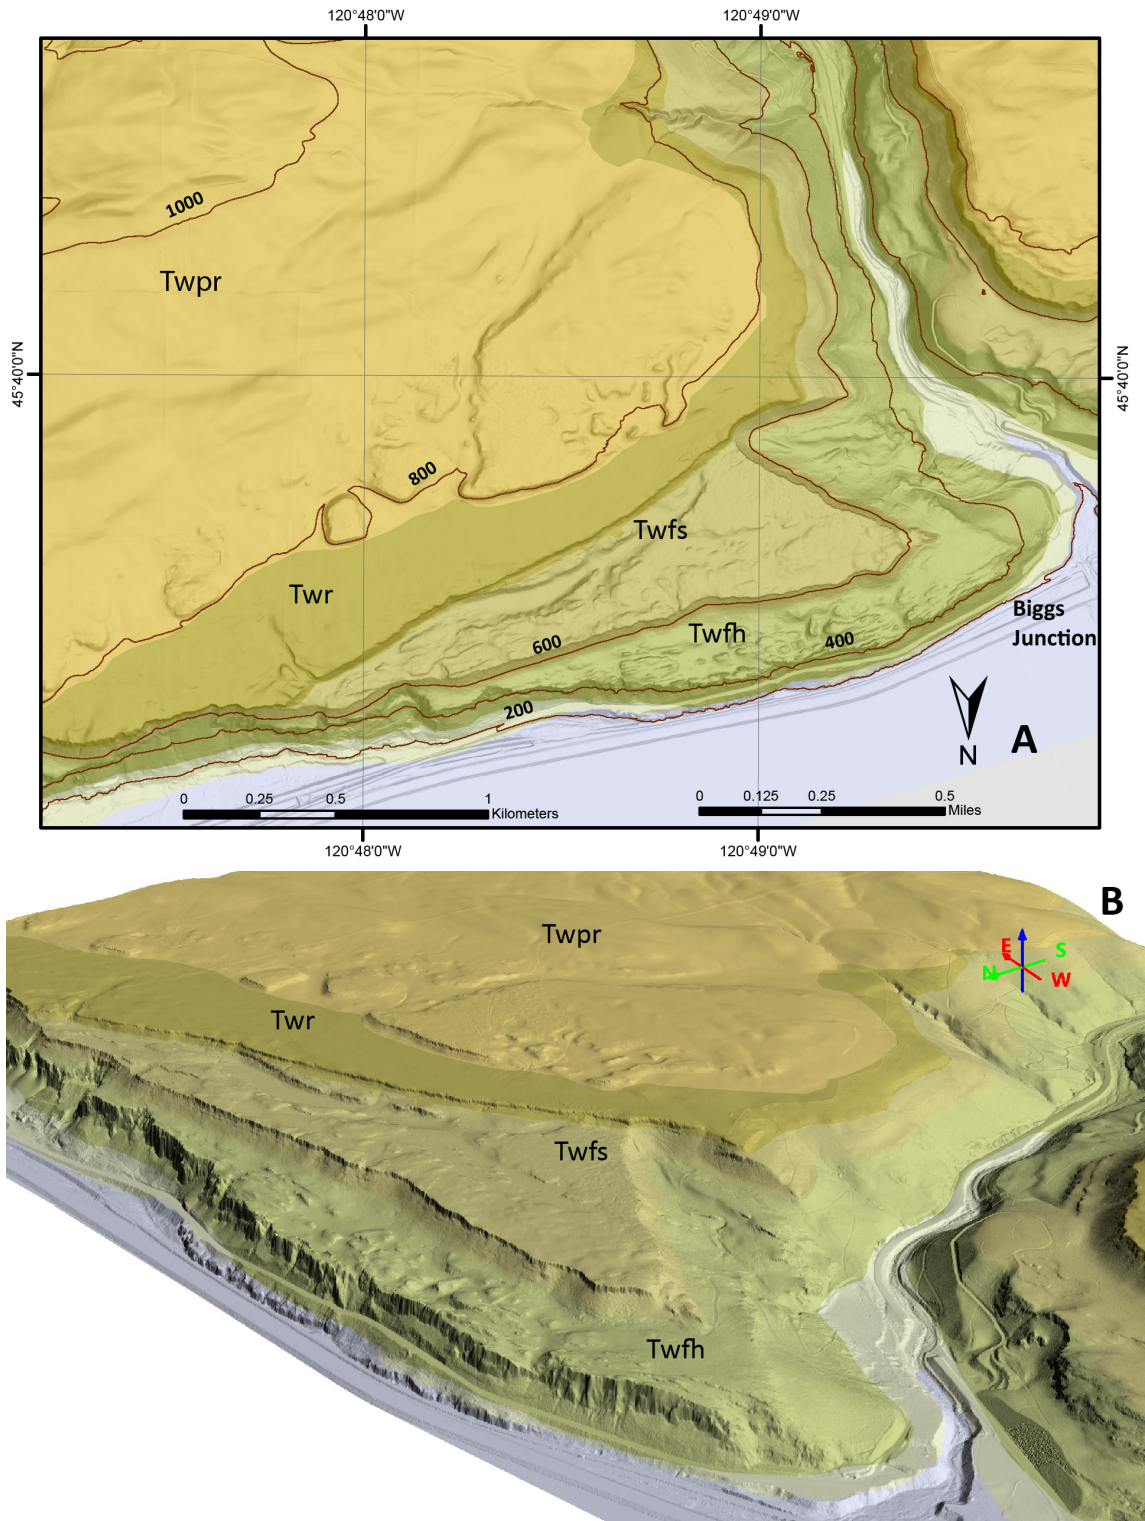 120°48'0"W
120°49'0"W
1000
Twpr
45°40'0"N
45°40'0"N
800
Twfs
Twr
Biggs
Junction
Twfh
600
400
200
N
A
0 0.25 0.5 1
Kilometers
0 0.125 0.25 0.5
Miles
120°48'0"W
120°49'0"W
B
Twpr
E
S
N
W
Twr
Twfs
Twfh